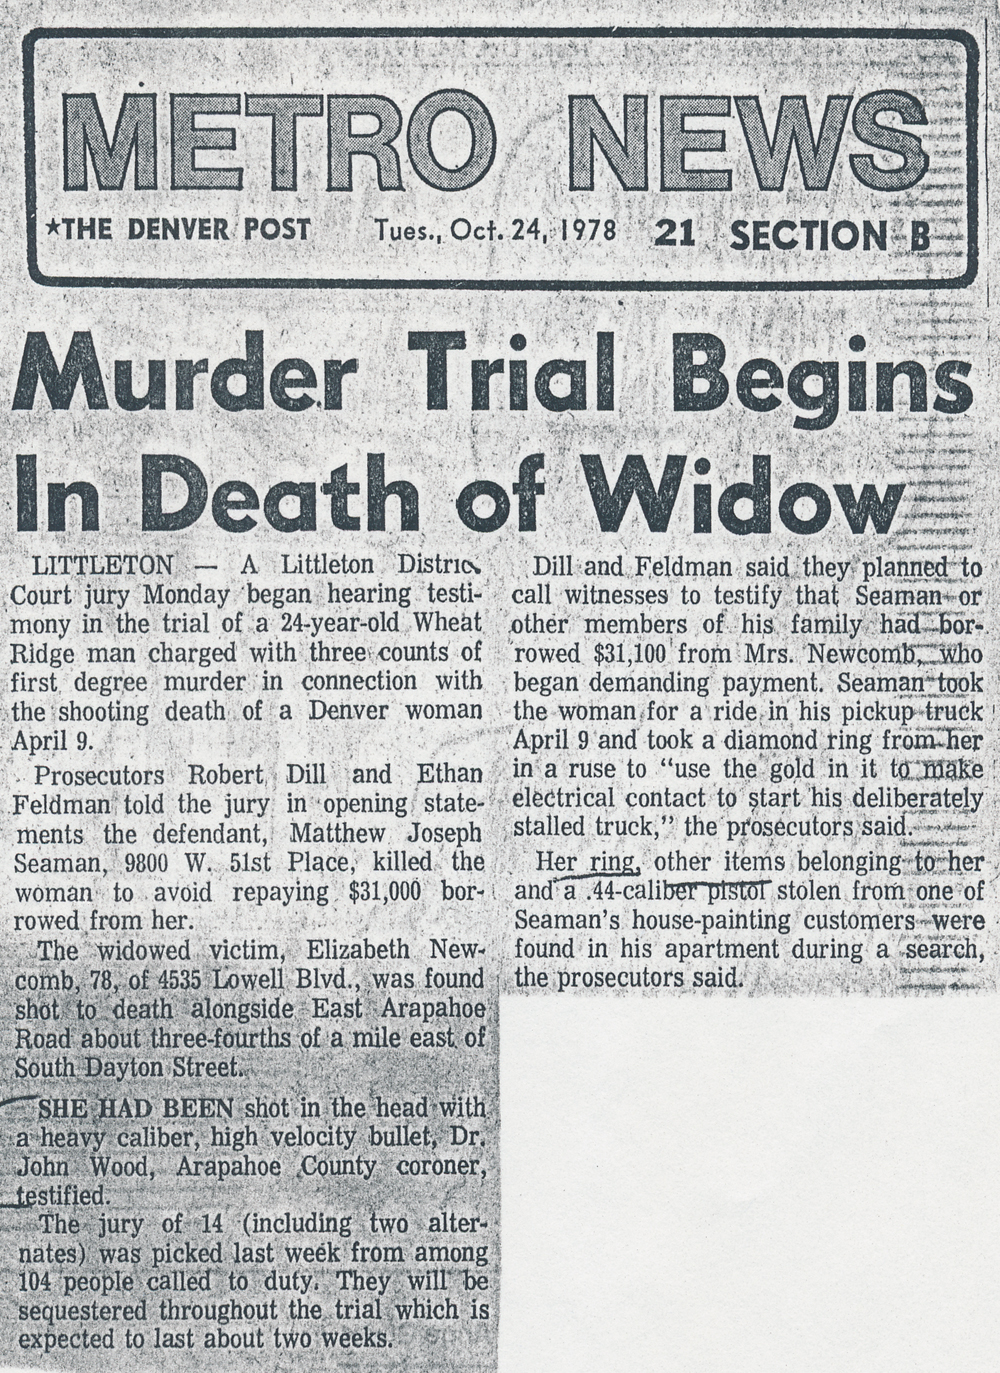 METRO NEWS
★THE DENVER POST Tues., Oct. 24, 1978 21 SECTION B
Murder Trial Begins
In Death of Widow
LITTLETON — A Littleton District
Court jury Monday began hearing testi-
mony in the trial of a 24-year-old Wheat
Ridge man charged with three counts of
first degree murder in connection with
the shooting death of a Denver woman
April 9.
Prosecutors Robert Dill and Ethan
Feldman told the jury in opening state-
ments the defendant, Matthew Joseph
Seaman, 9800 W. 51st Place, killed the
woman to avoid repaying $31,000 bor-
rowed from her.
The widowed victim, Elizabeth New-
comb, 78, of 4535 Lowell Blvd., was found
shot to death alongside East Arapahoe
Road about three-fourths of a mile east of
South Dayton Street.
SHE HAD BEEN shot in the head with
a heavy caliber, high velocity bullet, Dr.
John Wood, Arapahoe County coroner,
testified.
The jury of 14 (including two alter-
nates) was picked last week from among
104 people called to duty. They will be
sequestered throughout the trial which is
expected to last about two weeks.
Dill and Feldman said they planned to
call witnesses to testify that Seaman or
other members of his family had bor-
rowed $31,100 from Mrs. Newcomb, who
began demanding payment. Seaman took
the woman for a ride in his pickup truck
April 9 and took a diamond ring from her
in a ruse to "use the gold in it to make
electrical contact to start his deliberately
stalled truck," the prosecutors said.
Her ring, other items belonging to her
and a .44-caliber pistol stolen from one of
Seaman's house-painting customers were
found in his apartment during a search,
the prosecutors said.